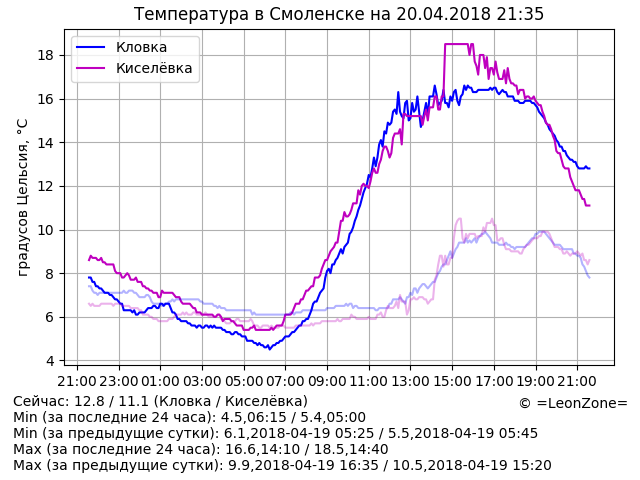 Температура в Смоленске на 20.04.2018 21:35
Кловка
Киселёвка
градусов Цельсия, °C
18
16
14
12
10
8
6
4
21:00 23:00 01:00 03:00 05:00 07:00 09:00 11:00 13:00 15:00 17:00 19:00 21:00
Сейчас: 12.8 / 11.1 (Кловка / Киселёвка)
© =LeonZone=
Min (за последние 24 часа): 4.5,06:15 / 5.4,05:00
Min (за предыдущие сутки): 6.1,2018-04-19 05:25 / 5.5,2018-04-19 05:45
Max (за последние 24 часа): 16.6,14:10 / 18.5,14:40
Max (за предыдущие сутки): 9.9,2018-04-19 16:35 / 10.5,2018-04-19 15:20